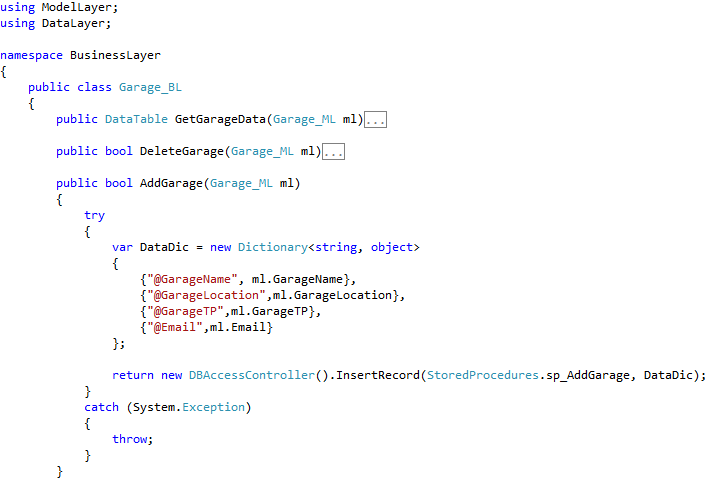 using ModelLayer;
using DataLayer;

namespace BusinessLayer
{
    public class Garage_BL
    {
        public DataTable GetGarageData(Garage_ML ml)...

        public bool DeleteGarage(Garage_ML ml)...

        public bool AddGarage(Garage_ML ml)
        {
            try
            {
                var DataDic = new Dictionary<string, object>
                {
                    {"@GarageName", ml.GarageName},
                    {"@GarageLocation",ml.GarageLocation},
                    {"@GarageTP",ml.GarageTP},
                    {"@Email",ml.Email}
                };

                return new DBAccessController().InsertRecord(StoredProcedures.sp_AddGarage, DataDic);
            }
            catch (System.Exception)
            {
                throw;
            }
        }